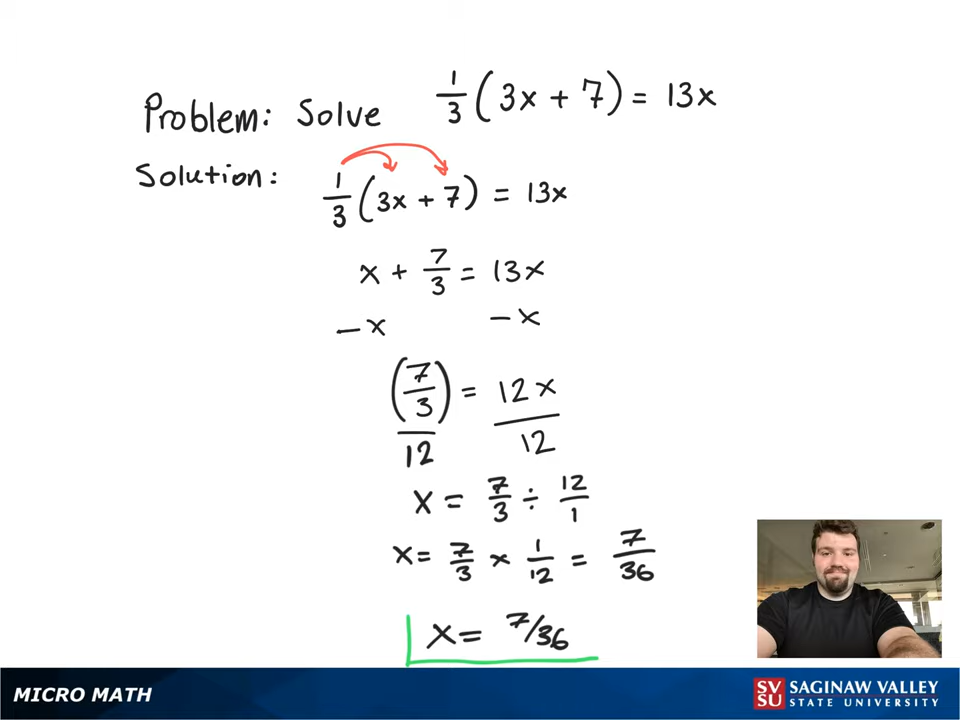 Problem: Solve 1/3 (3x + 7) = 13x
Solution:
1/3 (3x + 7) = 13x
x + 7/3 = 13x
-x -x
(7/3)/12 = 12x/12
x = 7/3 ÷ 12/1
x = 7/3 x 1/12 = 7/36
x = 7/36
MICRO MATH
SV SU SAGINAW VALLEY
STATE UNIVERSITY